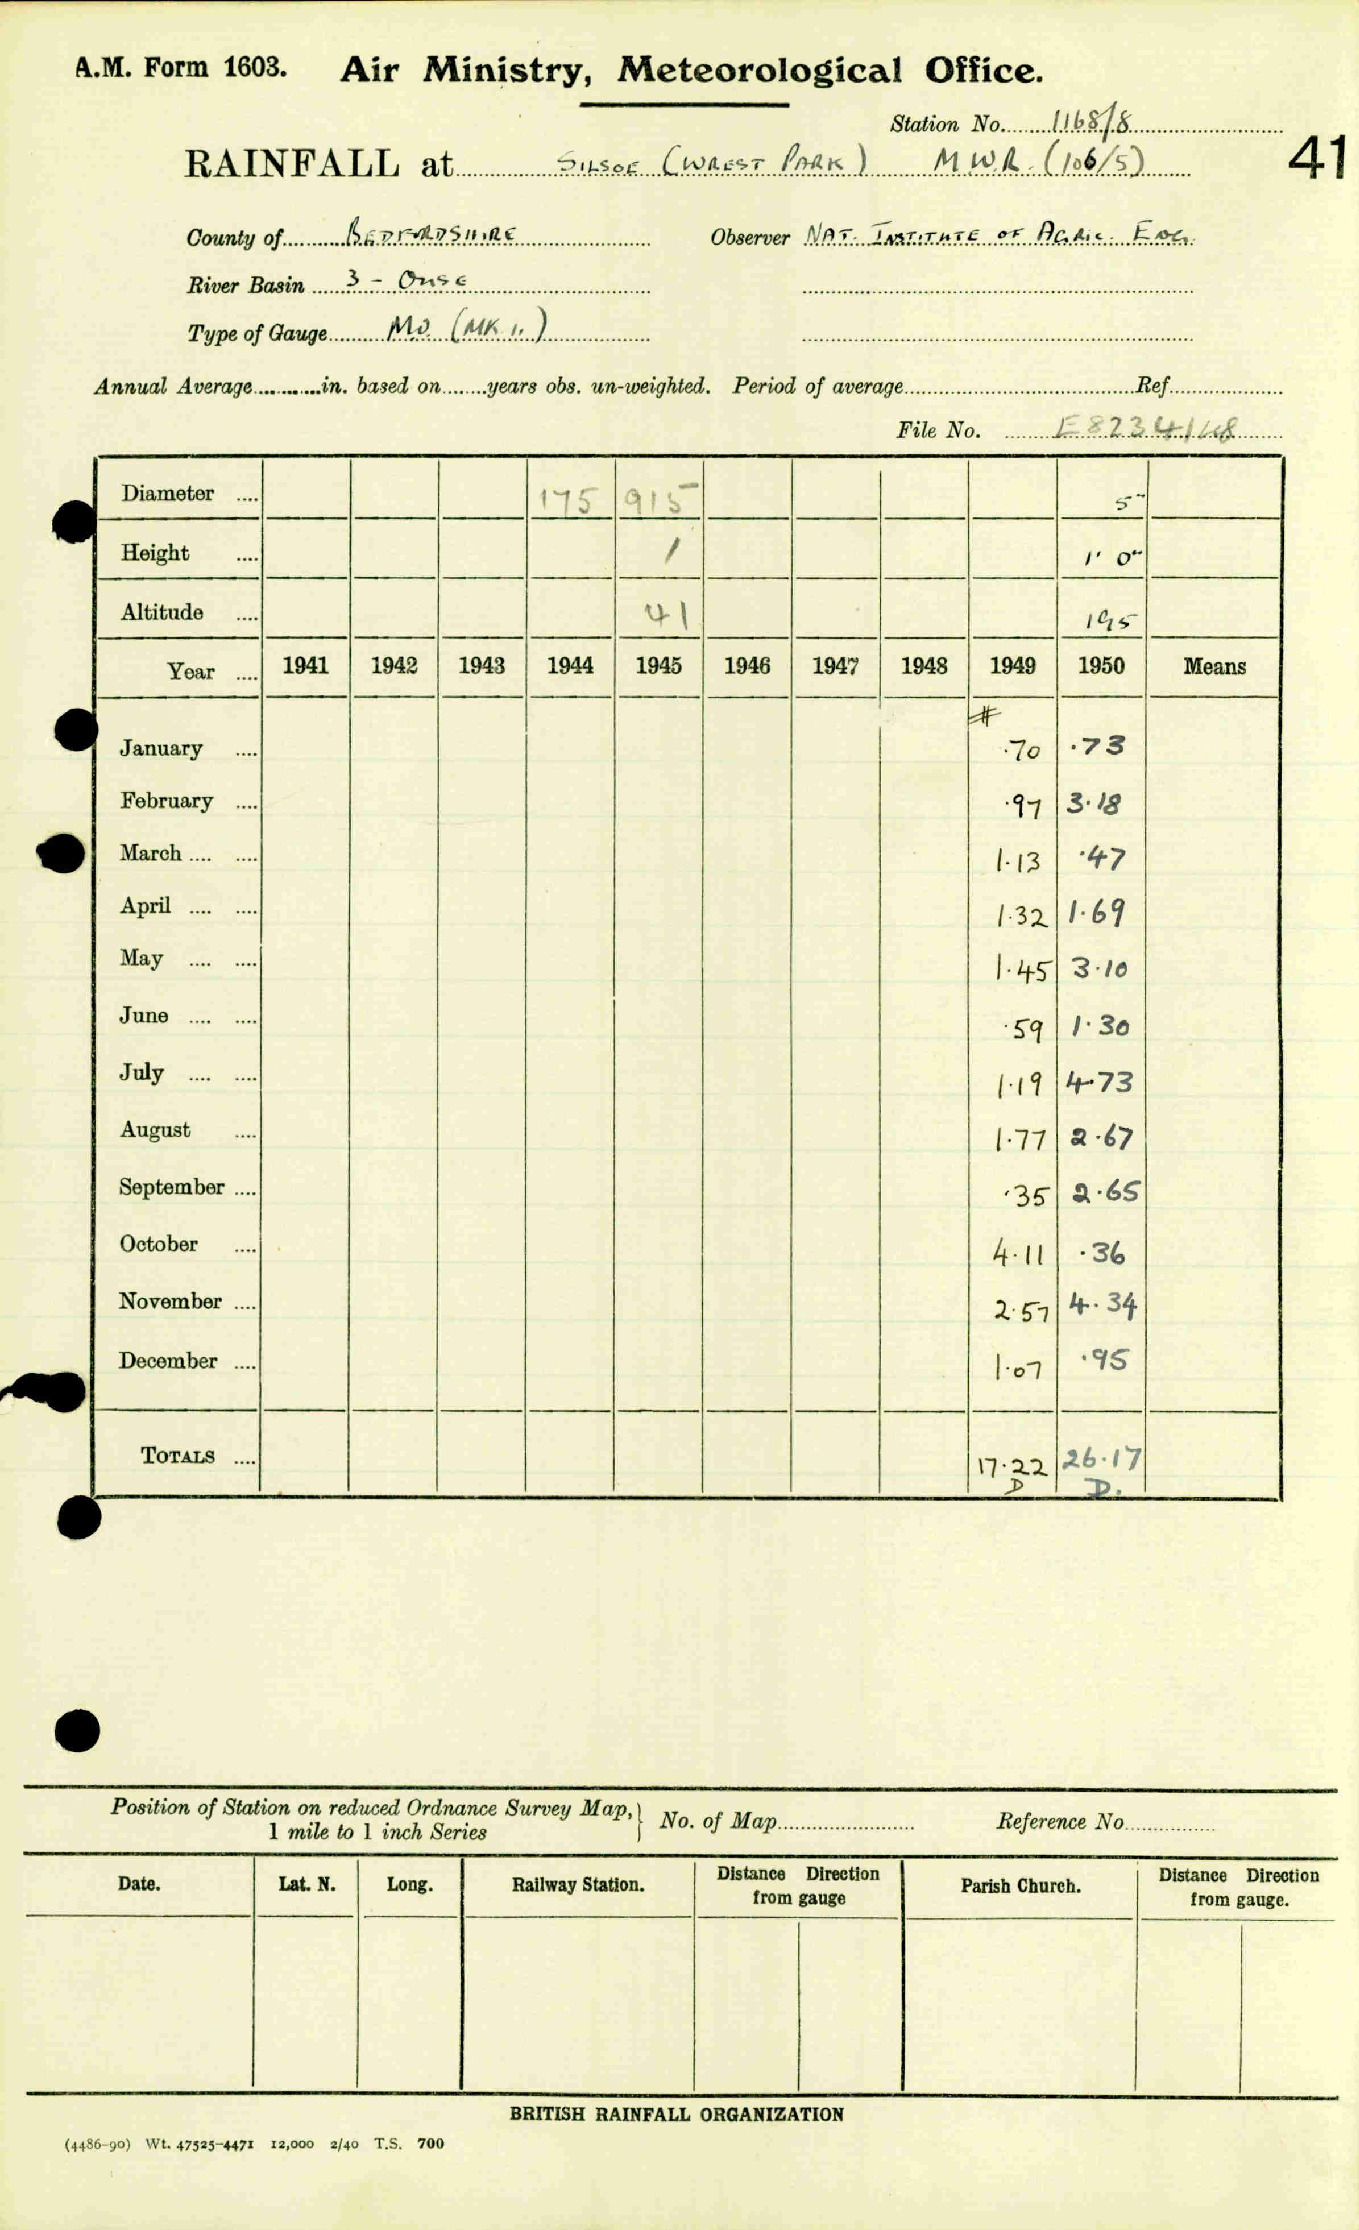 A.M. Form 1603. Air Ministry, Meteorological Office.
Station No. 1168/8
RAINFALL at SILSOE (WREST PARK) M.W.R. (106/5) 41
County of BEDFORDSHIRE Observer NAT. INSTITUTE OF AGRIC. ENG.
River Basin 3 - OUSE
Type of Gauge M.O. (MK 1.)
Annual Average in. based on years obs. un-weighted. Period of average Ref.
File No. E8234/48
Diameter .... 175 915 5"
Height .... 1 1' 0"
Altitude .... 41 195
Year .... 1941 1942 1943 1944 1945 1946 1947 1948 1949 1950 Means
#
January .... ·70 ·73
February .... ·97 3·18
March .... .... 1·13 ·47
April .... .... 1·32 1·69
May .... .... 1·45 3·10
June .... .... ·59 1·30
July .... .... 1·19 4·73
August .... 1·77 2·67
September .... ·35 2·65
October .... 4·11 ·36
November .... 2·57 4·34
December .... 1·07 ·95
TOTALS .... 17·22 26·17
D D.
Position of Station on reduced Ordnance Survey Map, } No. of Map Reference No.
1 mile to 1 inch Series
Date. Lat. N. Long. Railway Station. Distance Direction from gauge Parish Church. Distance Direction from gauge.
BRITISH RAINFALL ORGANIZATION
(4486-90) Wt. 47525-4471 12,000 2/40 T.S. 700